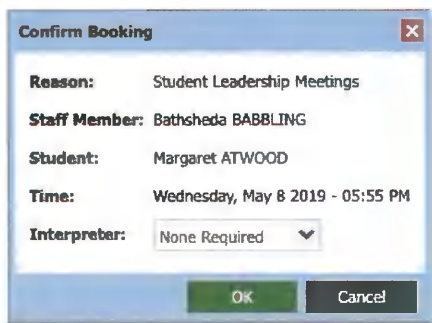 Confirm Booking
Reason: Student Leadership Meetings
Staff Member: Bathsheda BABBLING
Student: Margaret ATWOOD
Time: Wednesday, May 8 2019 - 05:55 PM
Interpreter: None Required
OK Cancel